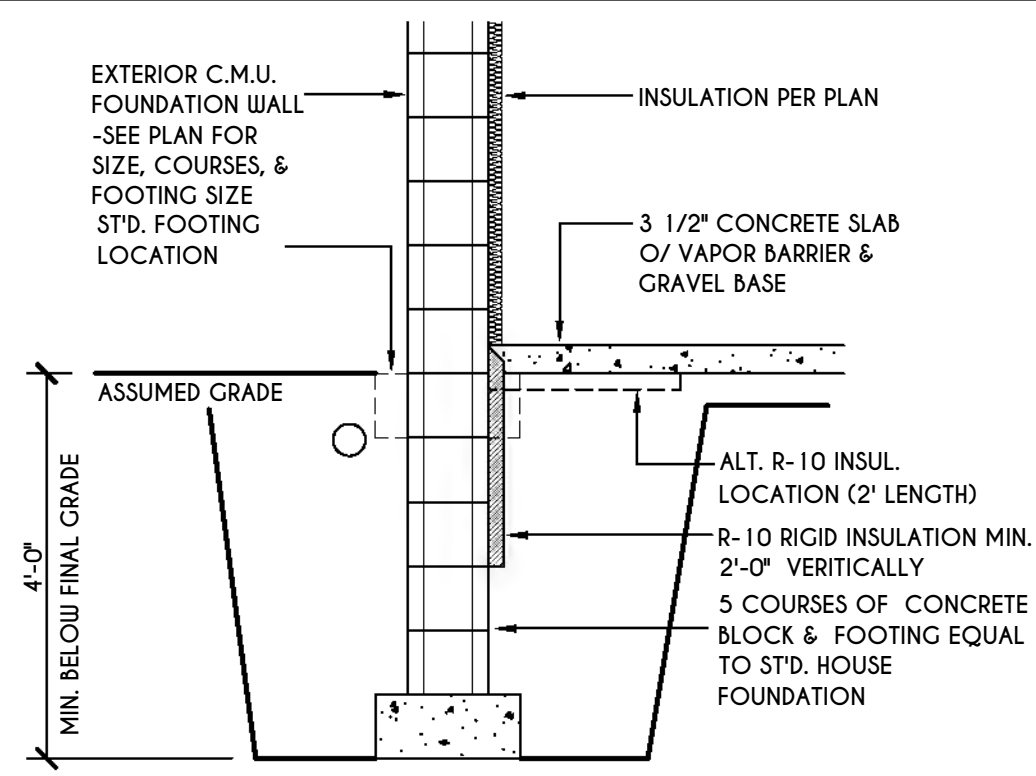 EXTERIOR C.M.U.
FOUNDATION WALL
-SEE PLAN FOR
SIZE, COURSES, &
FOOTING SIZE
ST'D. FOOTING
LOCATION
INSULATION PER PLAN
3 1/2" CONCRETE SLAB
O/ VAPOR BARRIER &
GRAVEL BASE
ASSUMED GRADE
4'-0"
MIN. BELOW FINAL GRADE
ALT. R-10 INSUL.
LOCATION (2' LENGTH)
R-10 RIGID INSULATION MIN.
2'-0" VERITICALLY
5 COURSES OF CONCRETE
BLOCK & FOOTING EQUAL
TO ST'D. HOUSE
FOUNDATION